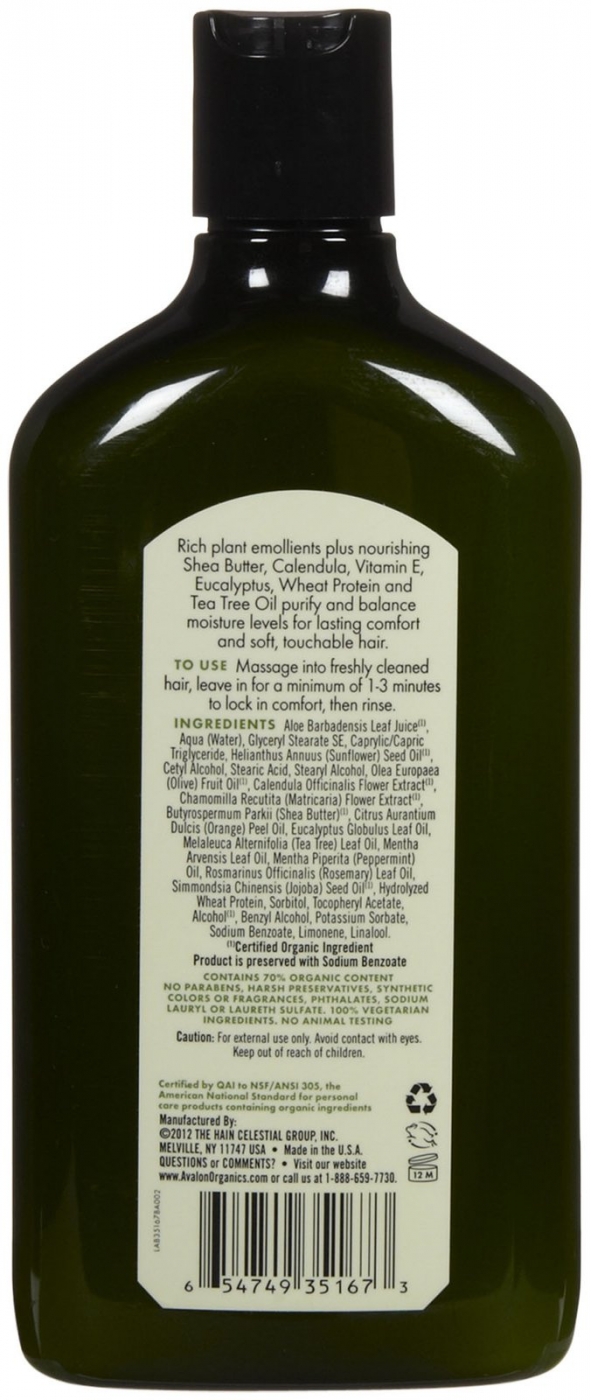 Rich plant emollients plus nourishing
Shea Butter, Calendula, Vitamin E,
Eucalyptus, Wheat Protein and
Tea Tree Oil purify and balance
moisture levels for lasting comfort
and soft, touchable hair.
TO USE Massage into freshly cleaned
hair, leave in for a minimum of 1-3 minutes
to lock in comfort, then rinse.
INGREDIENTS Aloe Barbadensis Leaf Juice(1),
Aqua (Water), Glyceryl Stearate SE, Caprylic/Capric
Triglyceride, Helianthus Annuus (Sunflower) Seed Oil(1),
Cetyl Alcohol, Stearic Acid, Stearyl Alcohol, Olea Europaea
(Olive) Fruit Oil(1), Calendula Officinalis Flower Extract(1),
Chamomilla Recutita (Matricaria) Flower Extract(1),
Butyrospermum Parkii (Shea Butter)(1), Citrus Aurantium
Dulcis (Orange) Peel Oil, Eucalyptus Globulus Leaf Oil,
Melaleuca Alternifolia (Tea Tree) Leaf Oil, Mentha
Arvensis Leaf Oil, Mentha Piperita (Peppermint)
Oil, Rosmarinus Officinalis (Rosemary) Leaf Oil,
Simmondsia Chinensis (Jojoba) Seed Oil(1), Hydrolyzed
Wheat Protein, Sorbitol, Tocopheryl Acetate,
Alcohol(1), Benzyl Alcohol, Potassium Sorbate,
Sodium Benzoate, Limonene, Linalool.
(1)Certified Organic Ingredient
Product is preserved with Sodium Benzoate
CONTAINS 70% ORGANIC CONTENT
NO PARABENS, HARSH PRESERVATIVES, SYNTHETIC
COLORS OR FRAGRANCES, PHTHALATES, SODIUM
LAURYL OR LAURETH SULFATE. 100% VEGETARIAN
INGREDIENTS. NO ANIMAL TESTING
Caution: For external use only. Avoid contact with eyes.
Keep out of reach of children.
Certified by QAI to NSF/ANSI 305, the
American National Standard for personal
care products containing organic ingredients
Manufactured By:
©2012 THE HAIN CELESTIAL GROUP, INC.
MELVILLE, NY 11747 USA • Made in the U.S.A.
QUESTIONS or COMMENTS? • Visit our website
www.AvalonOrganics.com or call us at 1-888-659-7730.
12 M
LAB35167BA002
6 54749 35167 3